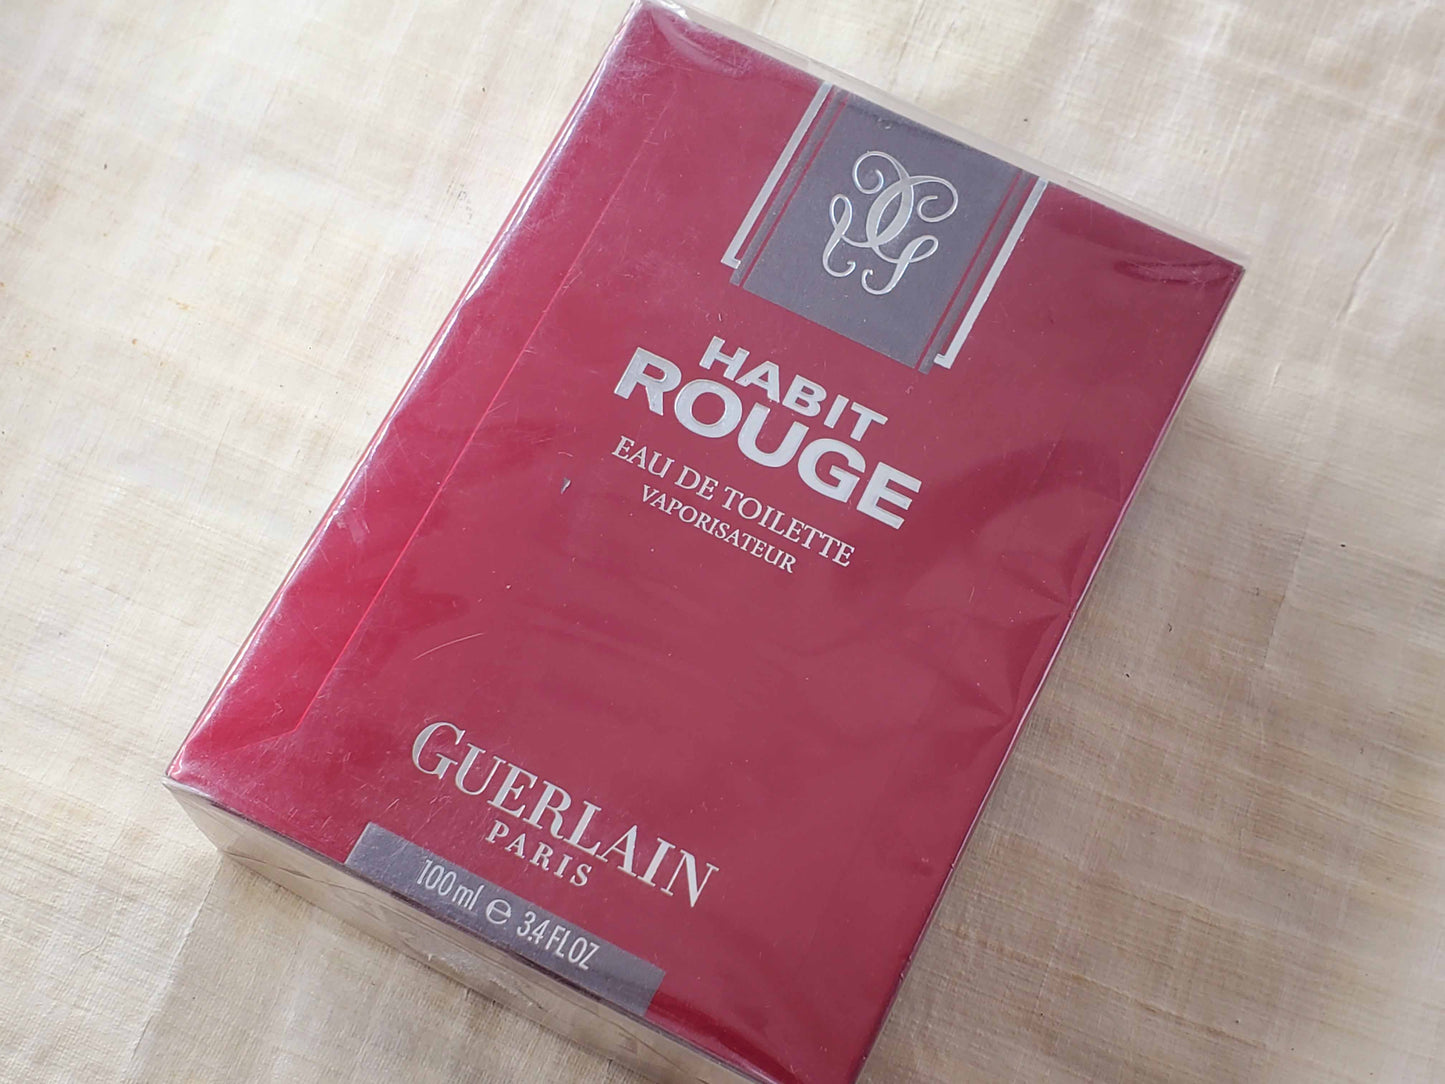 HABIT
ROUGE
EAU DE TOILETTE
VAPORISATEUR
GUERLAIN
PARIS
100 ml ℮ 3.4 FL OZ